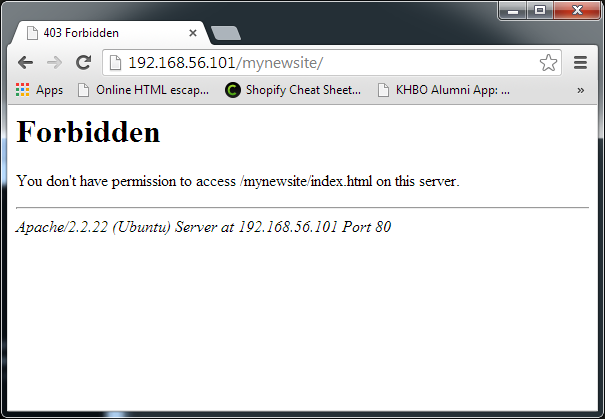 403 Forbidden
192.168.56.101/mynewsite/
Apps Online HTML escap... Shopify Cheat Sheet... KHBO Alumni App: ... »
Forbidden
You don't have permission to access /mynewsite/index.html on this server.
Apache/2.2.22 (Ubuntu) Server at 192.168.56.101 Port 80